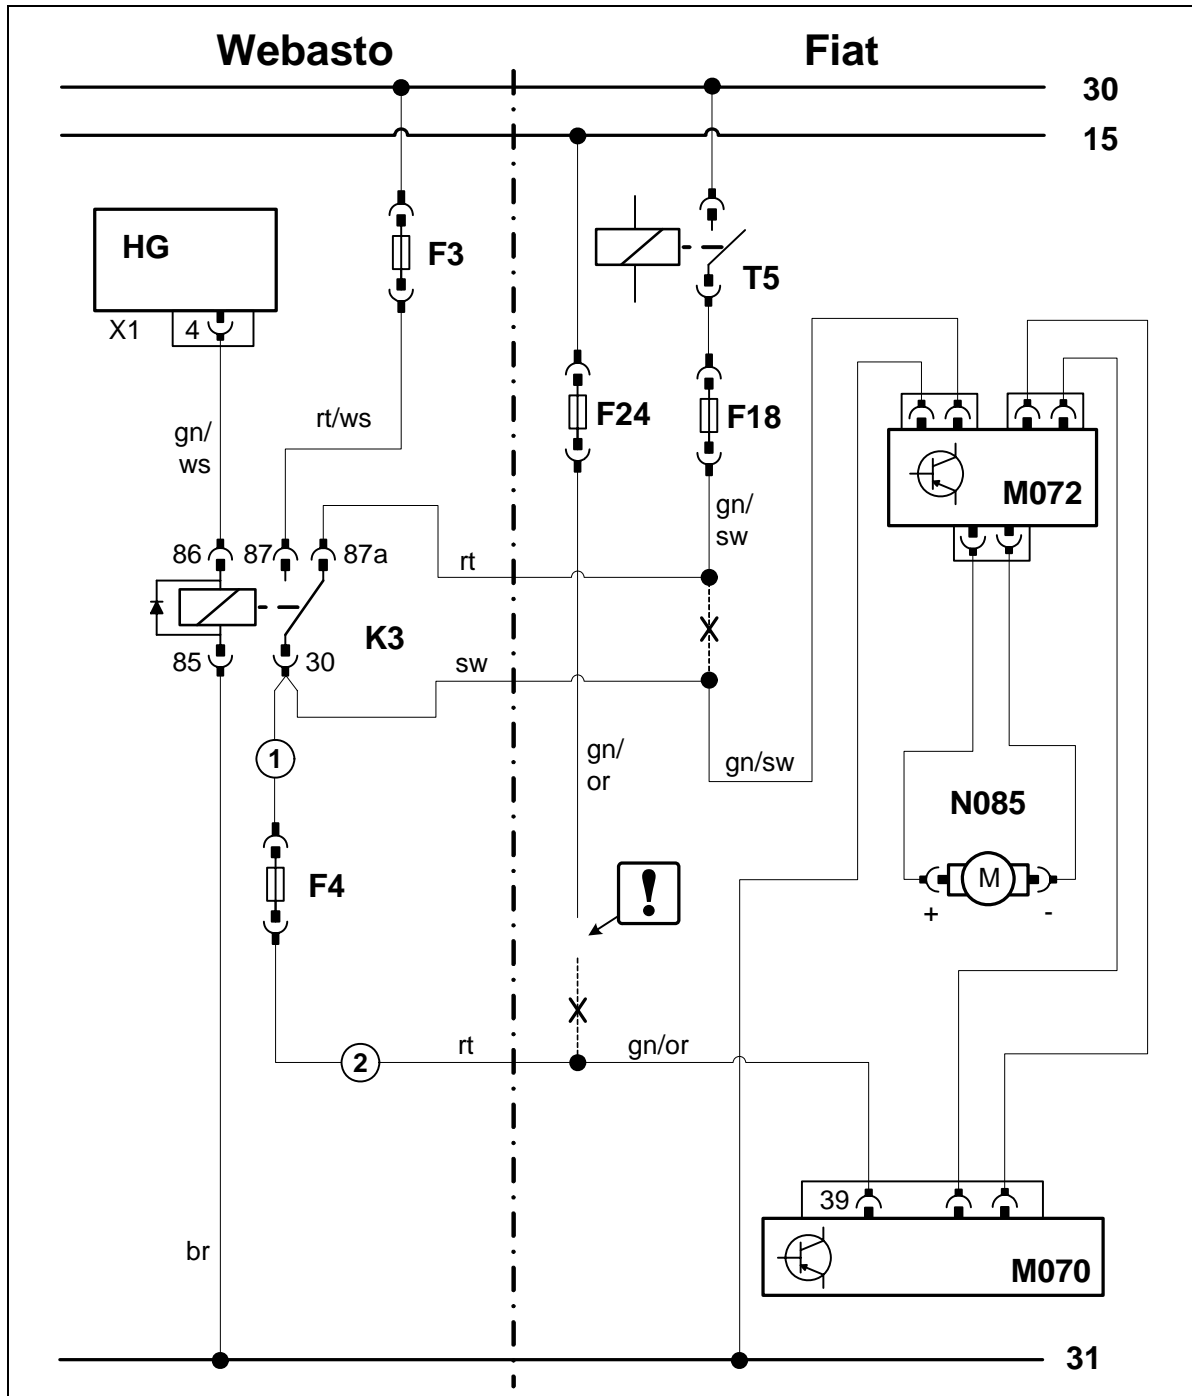 Webasto
Fiat
30
15
HG
X1
4
F3
T5
F24
F18
M072
rt/ws
gn/
ws
gn/
sw
86
87
87a
rt
K3
85
30
sw
1
gn/
or
gn/sw
N085
M
+
-
F4
!
2
rt
gn/or
39
M070
br
31